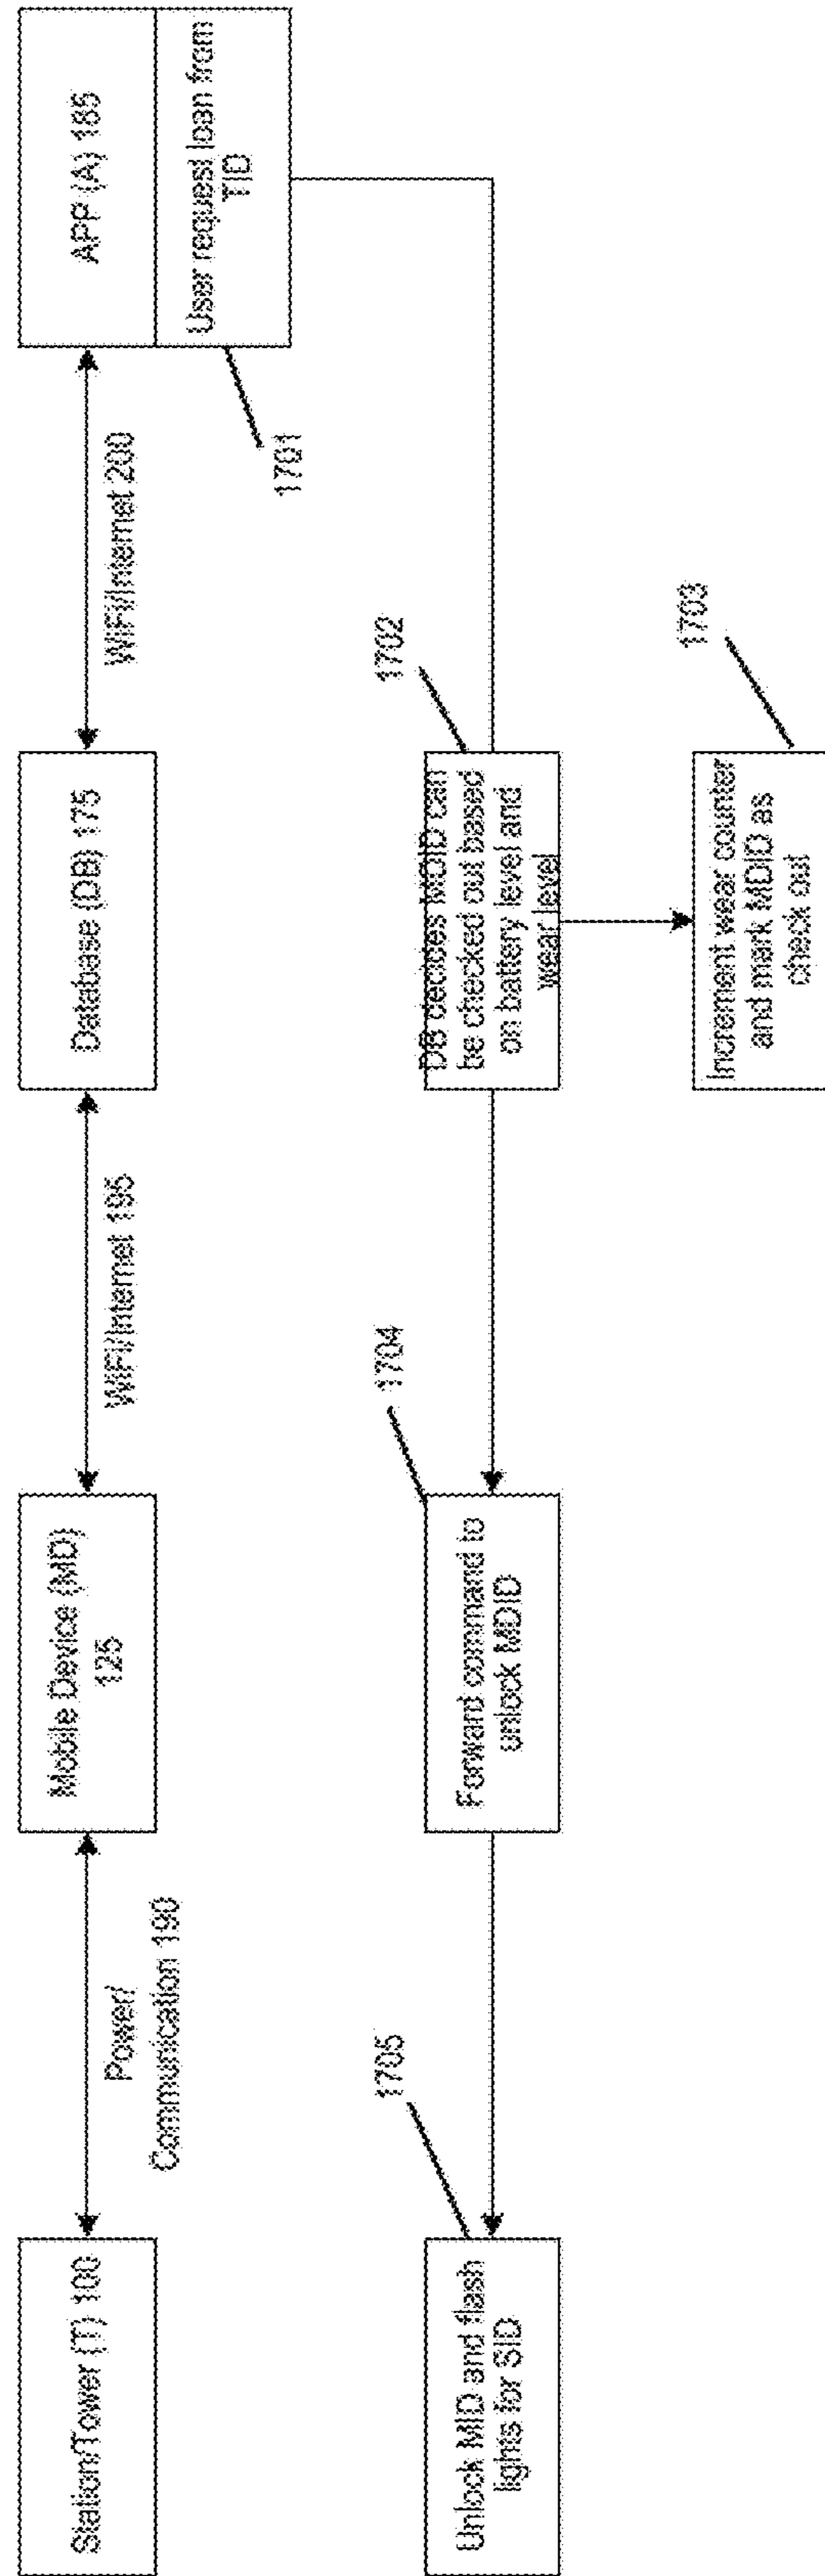 Station/Tower (T) 100
Power/
Communication 190
Mobile Device (MD)
125
WiFi/Internet 195
Database (DB) 175
WiFi/Internet 200
APP (A) 185
User request loan from
TID
1701
1702
DB decides MDID can
be checked out based
on battery level and
wear level
1703
Increment wear counter
and mark MDID as
check out
1704
Forward command to
unlock MDID
1705
Unlock MID and flash
lights for SID